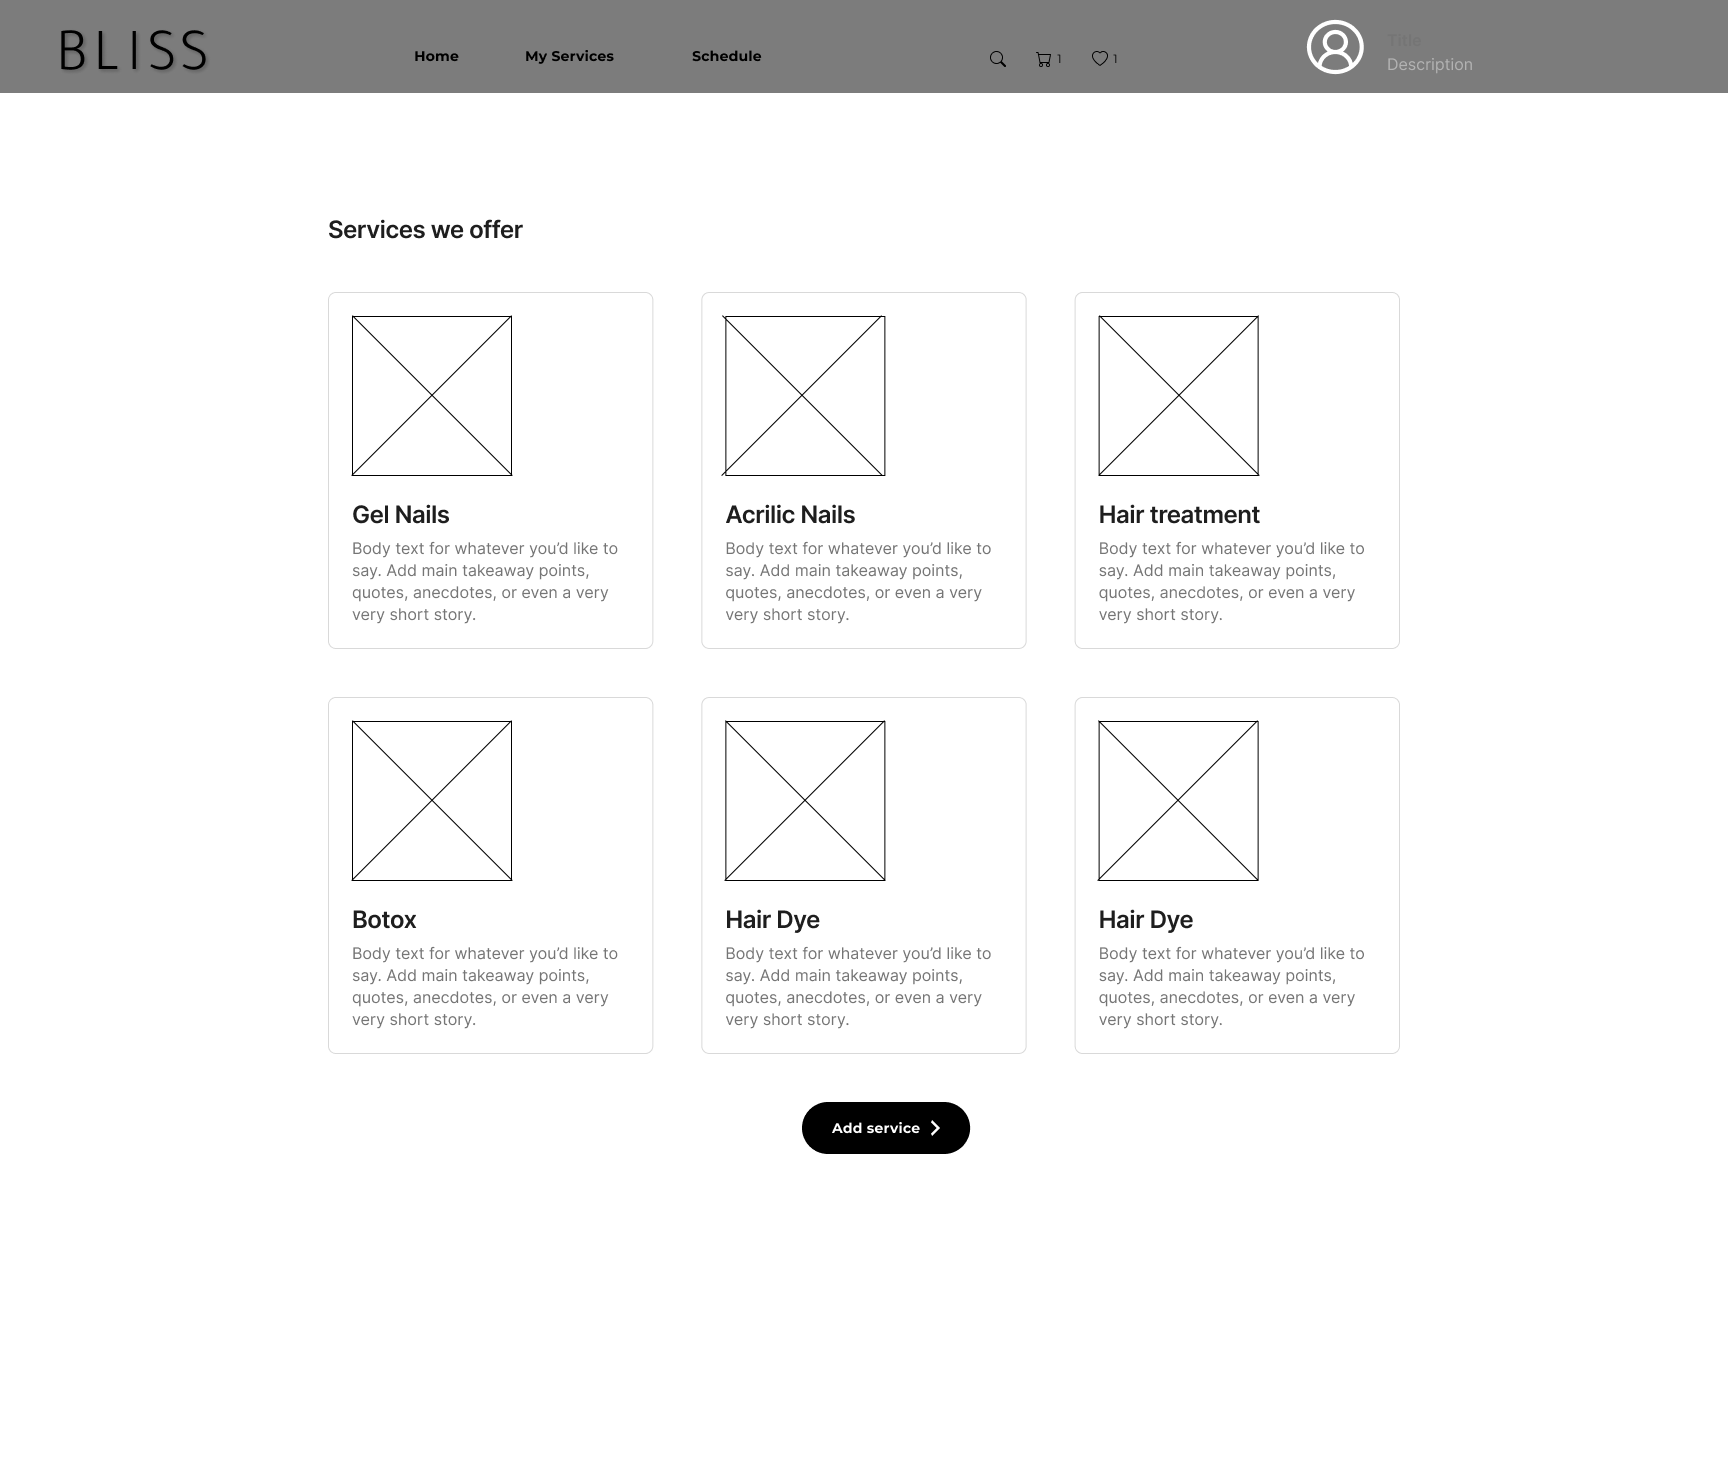 BLISS
Home
My Services
Schedule
1
1
Title
Description
Services we offer
Gel Nails
Body text for whatever you’d like to
say. Add main takeaway points,
quotes, anecdotes, or even a very
very short story.
Acrilic Nails
Body text for whatever you’d like to
say. Add main takeaway points,
quotes, anecdotes, or even a very
very short story.
Hair treatment
Body text for whatever you’d like to
say. Add main takeaway points,
quotes, anecdotes, or even a very
very short story.
Botox
Body text for whatever you’d like to
say. Add main takeaway points,
quotes, anecdotes, or even a very
very short story.
Hair Dye
Body text for whatever you’d like to
say. Add main takeaway points,
quotes, anecdotes, or even a very
very short story.
Hair Dye
Body text for whatever you’d like to
say. Add main takeaway points,
quotes, anecdotes, or even a very
very short story.
Add service